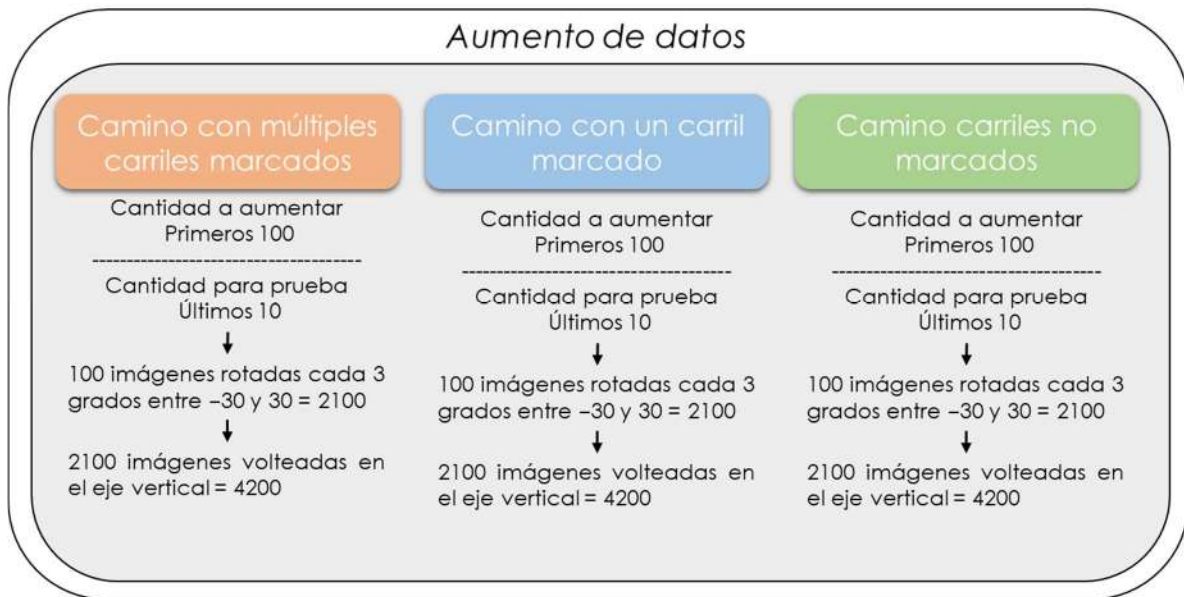 Aumento de datos
Camino con múltiples
carriles marcados
Cantidad a aumentar
Primeros 100
--------------------------------------
Cantidad para prueba
Últimos 10
100 imágenes rotadas cada 3
grados entre –30 y 30 = 2100
2100 imágenes volteadas en
el eje vertical = 4200
Camino con un carril
marcado
Cantidad a aumentar
Primeros 100
--------------------------------------
Cantidad para prueba
Últimos 10
100 imágenes rotadas cada 3
grados entre –30 y 30 = 2100
2100 imágenes volteadas en
el eje vertical = 4200
Camino carriles no
marcados
Cantidad a aumentar
Primeros 100
--------------------------------------
Cantidad para prueba
Últimos 10
100 imágenes rotadas cada 3
grados entre –30 y 30 = 2100
2100 imágenes volteadas en
el eje vertical = 4200